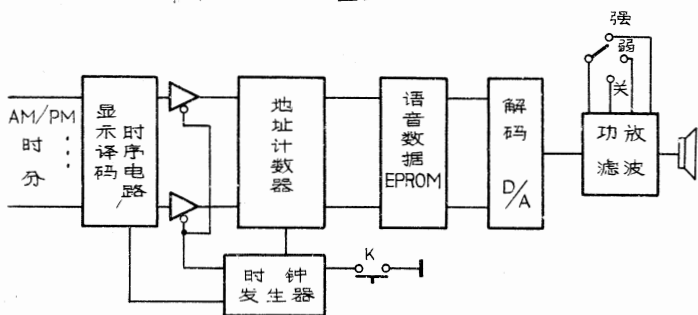 强
弱
关
AM/PM
时
分
显示译码/
时序电路
地址计数器
语音数据
EPROM
解码
D/A
功放
滤波
时钟
发生器
K